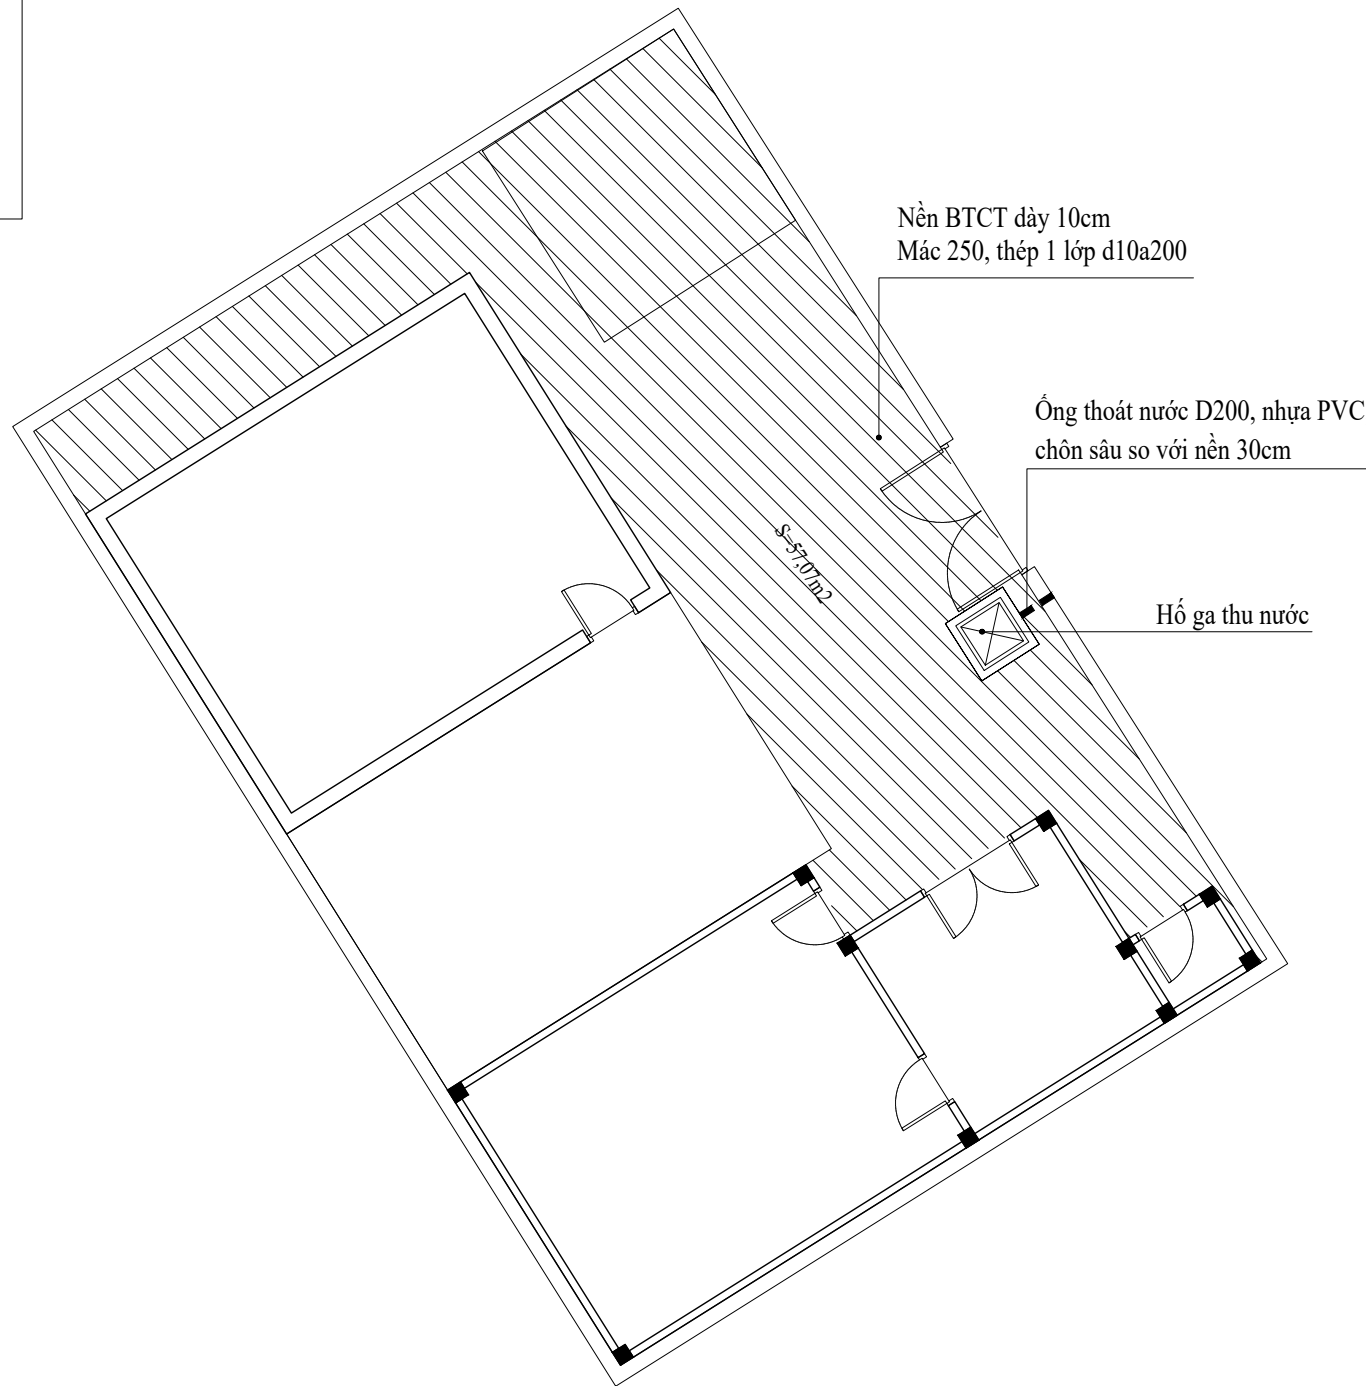 Nền BTCT dày 10cm
Mác 250, thép 1 lớp d10a200
Ống thoát nước D200, nhựa PVC
chôn sâu so với nền 30cm
S=57,07m2
Hố ga thu nước